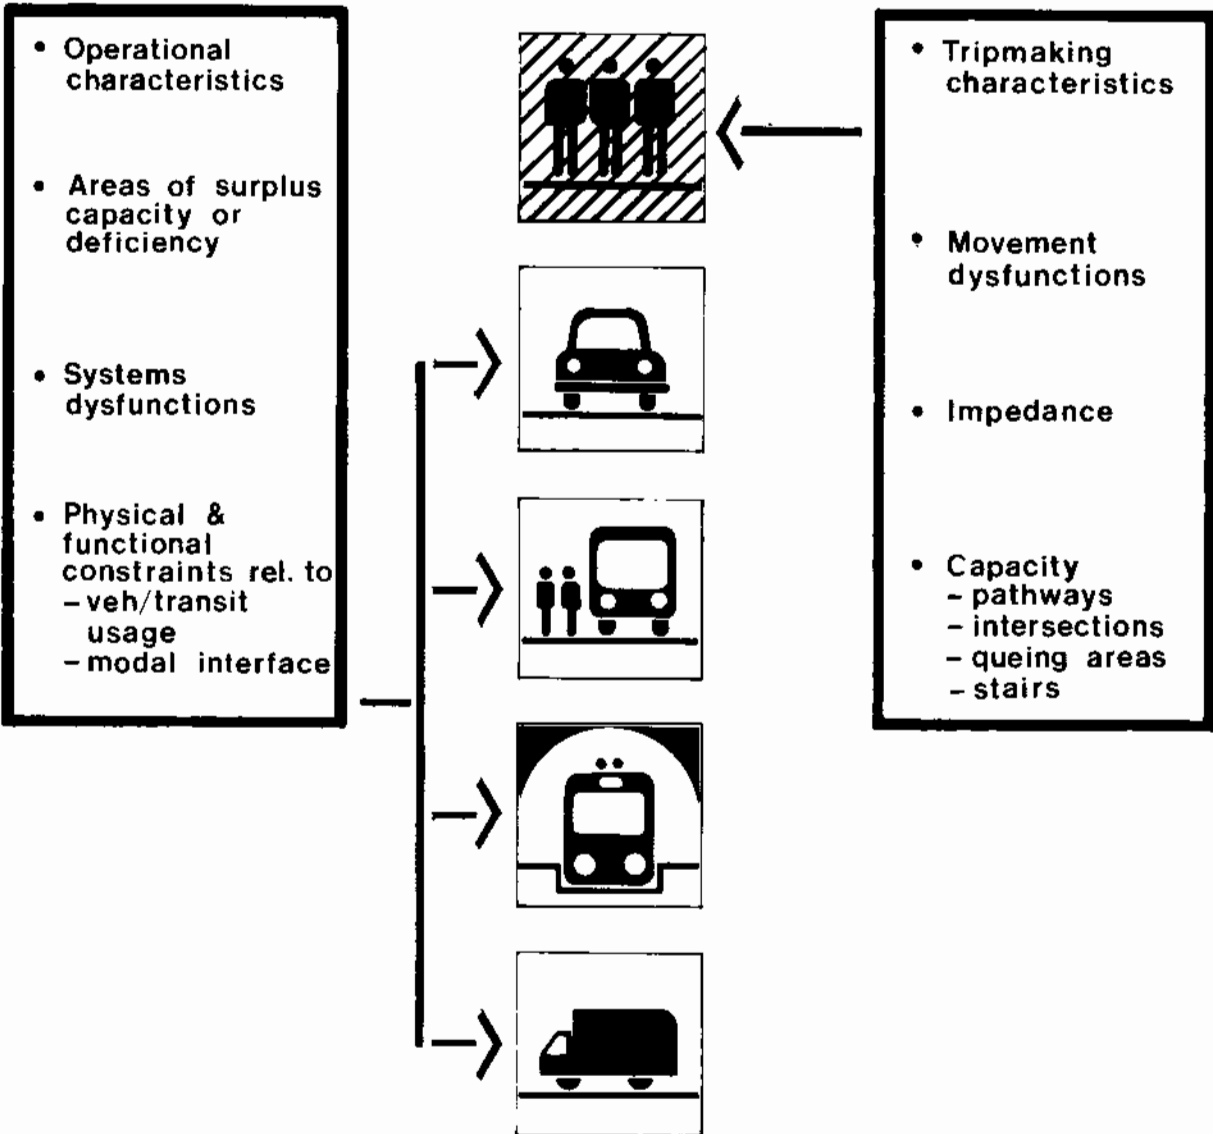 • Operational
characteristics
• Areas of surplus
capacity or
deficiency
• Systems
dysfunctions
• Physical &
functional
constraints rel. to
– veh/transit
usage
– modal interface
• Tripmaking
characteristics
• Movement
dysfunctions
• Impedance
• Capacity
– pathways
– intersections
– queing areas
– stairs